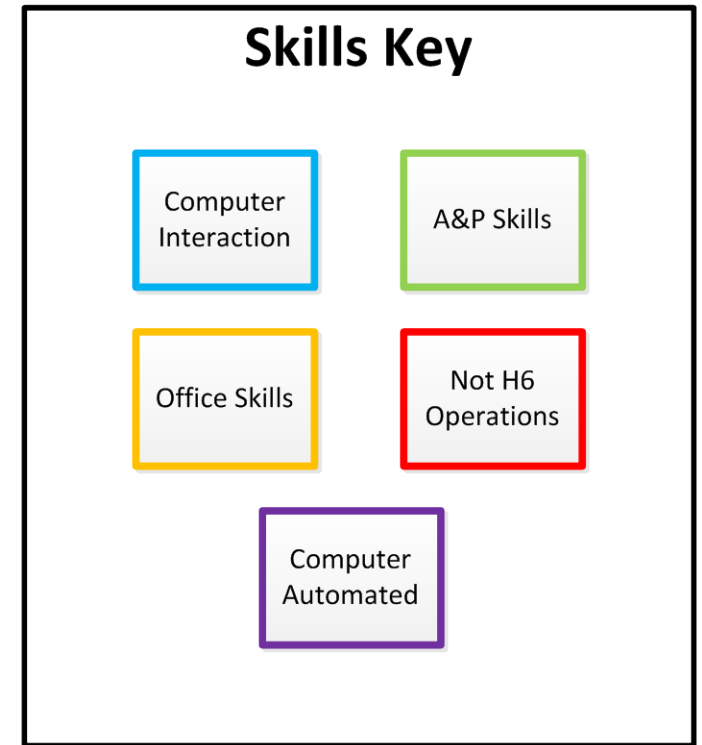 Skills Key
Computer
Interaction
A&P Skills
Office Skills
Not H6
Operations
Computer
Automated